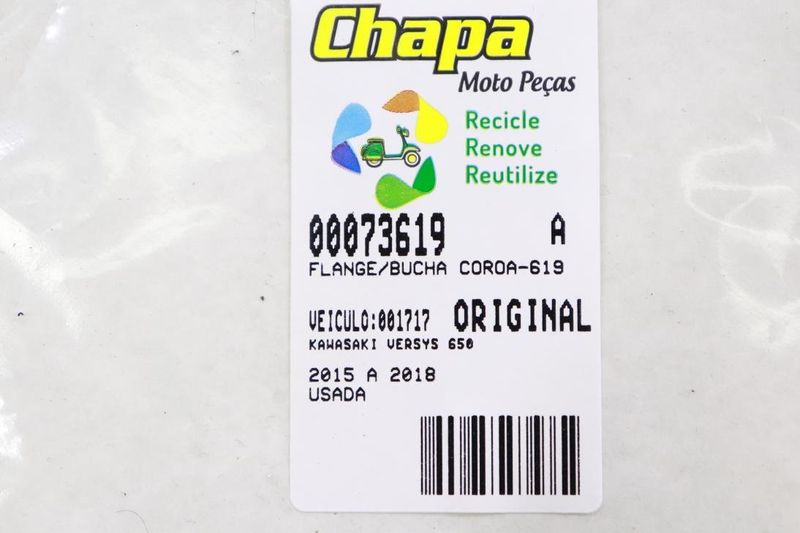 Chapa
Moto Peças
Recicle
Renove
Reutilize
00073619 A
FLANGE/BUCHA COROA-619
VEICULO:001717 ORIGINAL
KAWASAKI VERSYS 650
2015 A 2018
USADA